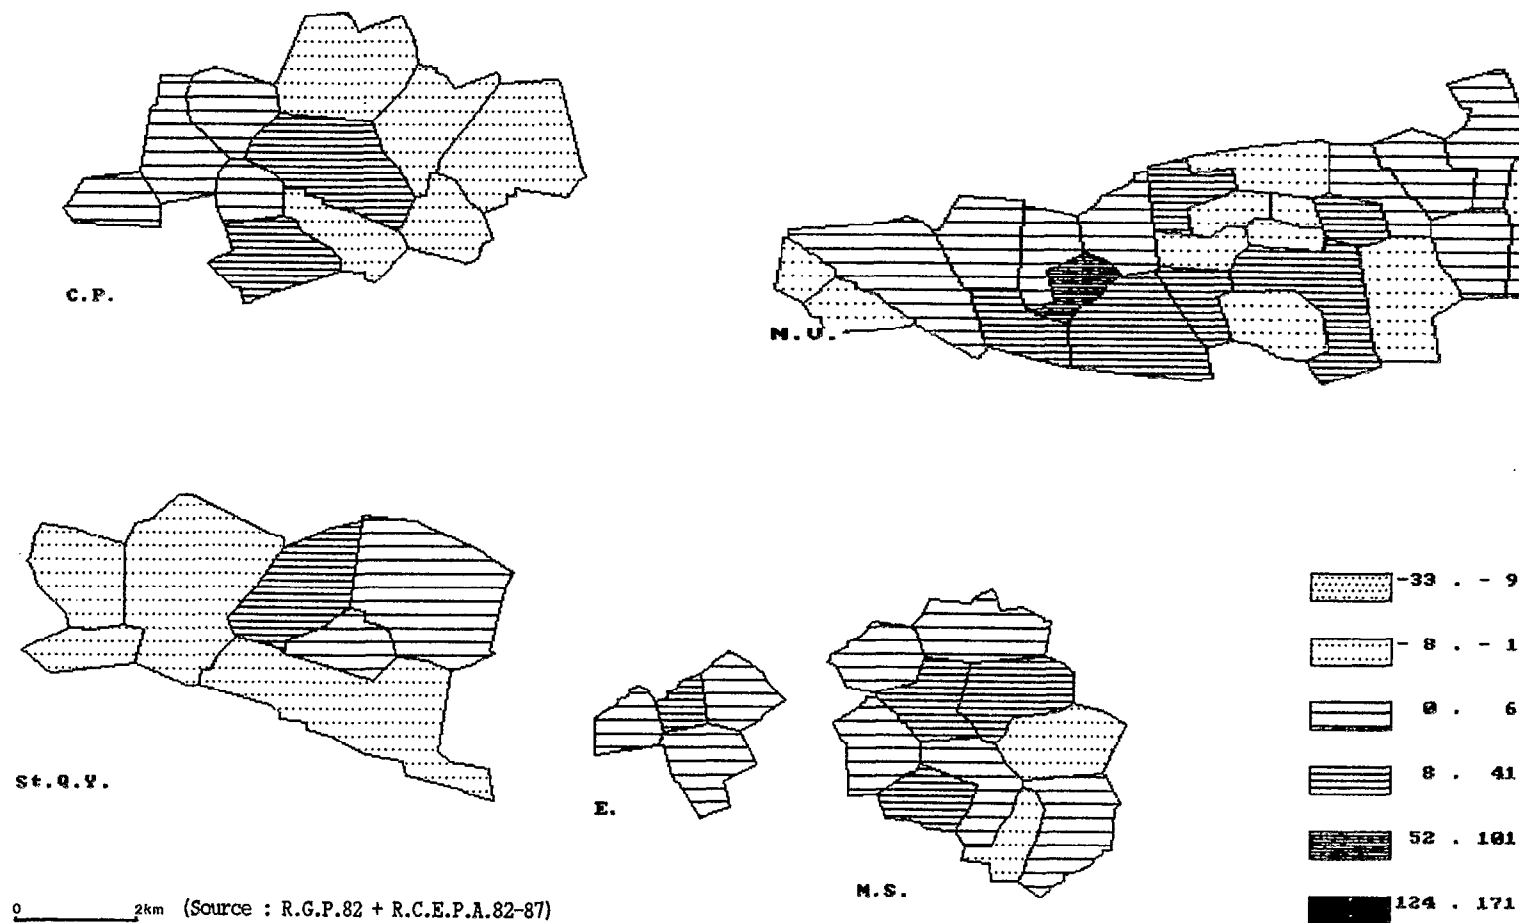 C.P.
M.V.
St.Q.Y.
E.
M.S.
-33 . - 9
- 8 . - 1
0 . 6
8 . 41
52 . 101
124 . 171
0 2km (Source : R.G.P.82 + R.C.E.P.A.82-87)